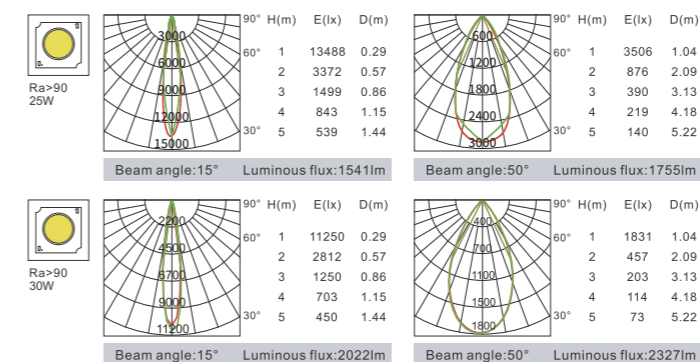 90° H(m) E(lx) D(m)
3000
60° 1 13488 0.29
6000
2 3372 0.57
9000
3 1499 0.86
12000
4 843 1.15
30°
5 539 1.44
15000
Ra>90
25W
Beam angle:15° Luminous flux:1541lm
90° H(m) E(lx) D(m)
600
60° 1 3506 1.04
1200
2 876 2.09
1800
3 390 3.13
2400
4 219 4.18
30°
5 140 5.22
3000
Beam angle:50° Luminous flux:1755lm
90° H(m) E(lx) D(m)
2200
60° 1 11250 0.29
4500
2 2812 0.57
6700
3 1250 0.86
9000
4 703 1.15
30° 5 450 1.44
11200
Ra>90
30W
Beam angle:15° Luminous flux:2022lm
90° H(m) E(lx) D(m)
400
60° 1 1831 1.04
700
2 457 2.09
1100
3 203 3.13
1500
4 114 4.18
30° 5 73 5.22
1800
Beam angle:50° Luminous flux:2327lm